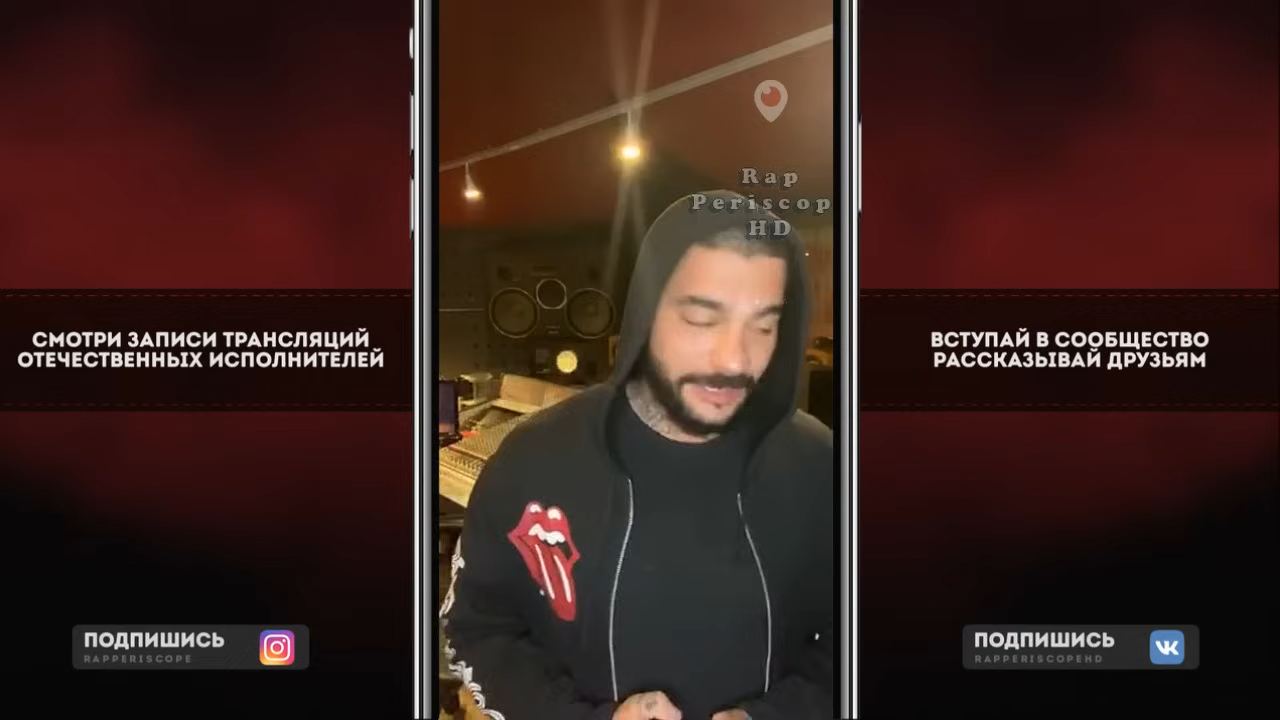 Rap
Periscop
HD
СМОТРИ ЗАПИСИ ТРАНСЛЯЦИЙ
ОТЕЧЕСТВЕННЫХ ИСПОЛНИТЕЛЕЙ
ВСТУПАЙ В СООБЩЕСТВО
РАССКАЗЫВАЙ ДРУЗЬЯМ
ПОДПИШИСЬ
RAPPERISCOPE
ПОДПИШИСЬ
RAPPERISCOPEHD